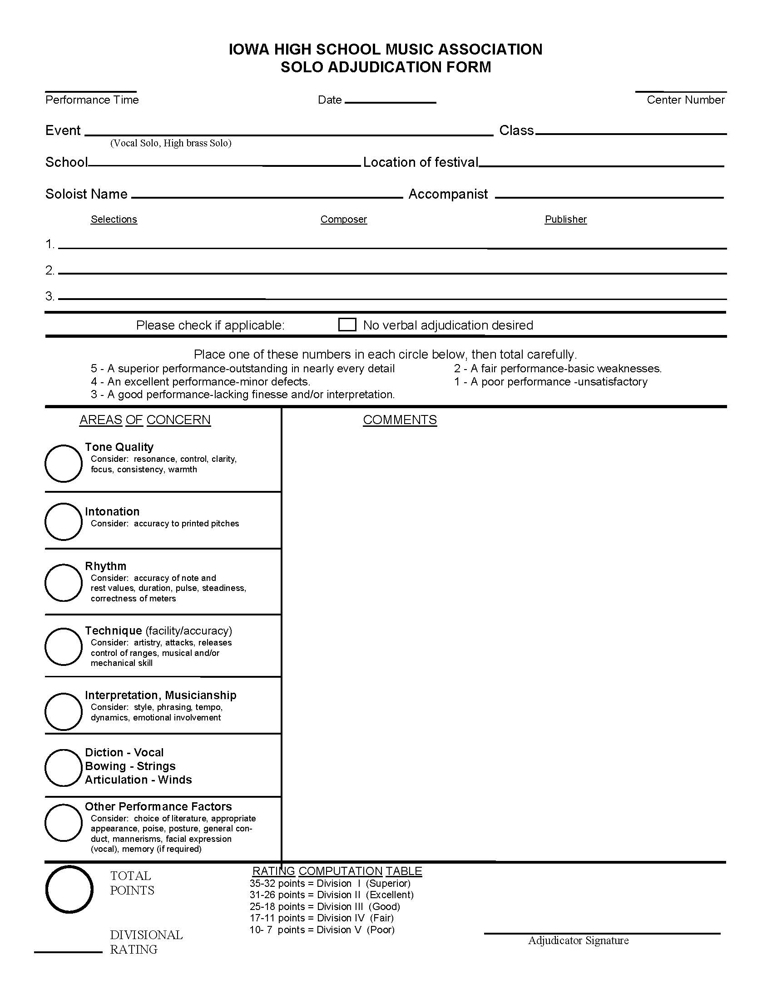 IOWA HIGH SCHOOL MUSIC ASSOCIATION
SOLO ADJUDICATION FORM
Performance Time Date Center Number
Event Class
(Vocal Solo, High brass Solo)
School Location of festival
Soloist Name Accompanist
Selections Composer Publisher
1.
2.
3.
Please check if applicable: No verbal adjudication desired
Place one of these numbers in each circle below, then total carefully.
5 - A superior performance-outstanding in nearly every detail 2 - A fair performance-basic weaknesses.
4 - An excellent performance-minor defects. 1 - A poor performance -unsatisfactory
3 - A good performance-lacking finesse and/or interpretation.
AREAS OF CONCERN COMMENTS
Tone Quality
Consider: resonance, control, clarity,
focus, consistency, warmth
Intonation
Consider: accuracy to printed pitches
Rhythm
Consider: accuracy of note and
rest values, duration, pulse, steadiness,
correctness of meters
Technique (facility/accuracy)
Consider: artistry, attacks, releases
control of ranges, musical and/or
mechanical skill
Interpretation, Musicianship
Consider: style, phrasing, tempo,
dynamics, emotional involvement
Diction - Vocal
Bowing - Strings
Articulation - Winds
Other Performance Factors
Consider: choice of literature, appropriate
appearance, poise, posture, general con-
duct, mannerisms, facial expression
(vocal), memory (if required)
TOTAL
POINTS
RATING COMPUTATION TABLE
35-32 points = Division I (Superior)
31-26 points = Division II (Excellent)
25-18 points = Division III (Good)
17-11 points = Division IV (Fair)
10- 7 points = Division V (Poor)
DIVISIONAL
RATING
Adjudicator Signature